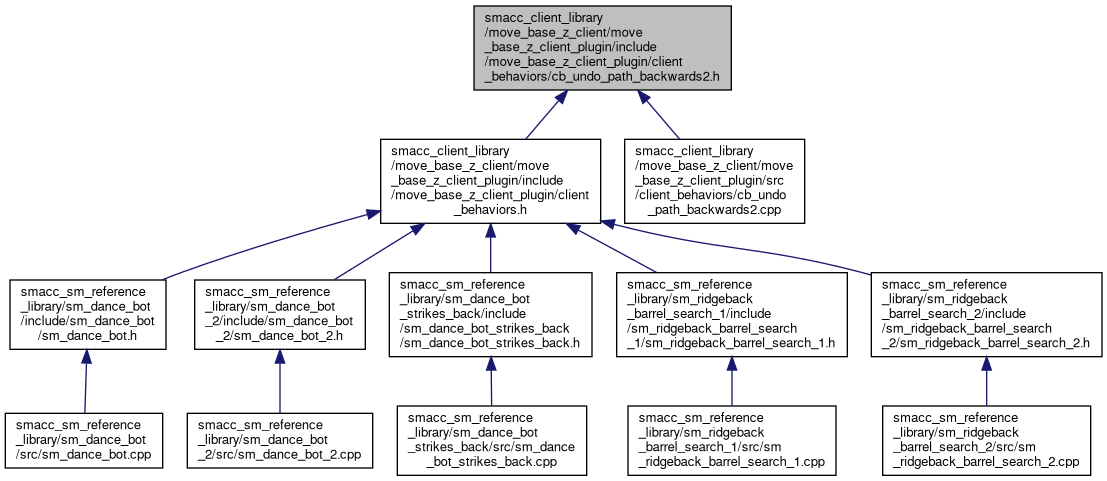 smacc_client_library
/move_base_z_client/move
_base_z_client_plugin/include
/move_base_z_client_plugin/client
_behaviors/cb_undo_path_backwards2.h
smacc_client_library
/move_base_z_client/move
_base_z_client_plugin/include
/move_base_z_client_plugin/client
_behaviors.h
smacc_client_library
/move_base_z_client/move
_base_z_client_plugin/src
/client_behaviors/cb_undo
_path_backwards2.cpp
smacc_sm_reference
_library/sm_dance_bot
/include/sm_dance_bot
/sm_dance_bot.h
smacc_sm_reference
_library/sm_dance_bot
_2/include/sm_dance_bot
_2/sm_dance_bot_2.h
smacc_sm_reference
_library/sm_dance_bot
_strikes_back/include
/sm_dance_bot_strikes_back
/sm_dance_bot_strikes_back.h
smacc_sm_reference
_library/sm_ridgeback
_barrel_search_1/include
/sm_ridgeback_barrel_search
_1/sm_ridgeback_barrel_search_1.h
smacc_sm_reference
_library/sm_ridgeback
_barrel_search_2/include
/sm_ridgeback_barrel_search
_2/sm_ridgeback_barrel_search_2.h
smacc_sm_reference
_library/sm_dance_bot
/src/sm_dance_bot.cpp
smacc_sm_reference
_library/sm_dance_bot
_2/src/sm_dance_bot_2.cpp
smacc_sm_reference
_library/sm_dance_bot
_strikes_back/src/sm_dance
_bot_strikes_back.cpp
smacc_sm_reference
_library/sm_ridgeback
_barrel_search_1/src/sm
_ridgeback_barrel_search_1.cpp
smacc_sm_reference
_library/sm_ridgeback
_barrel_search_2/src/sm
_ridgeback_barrel_search_2.cpp